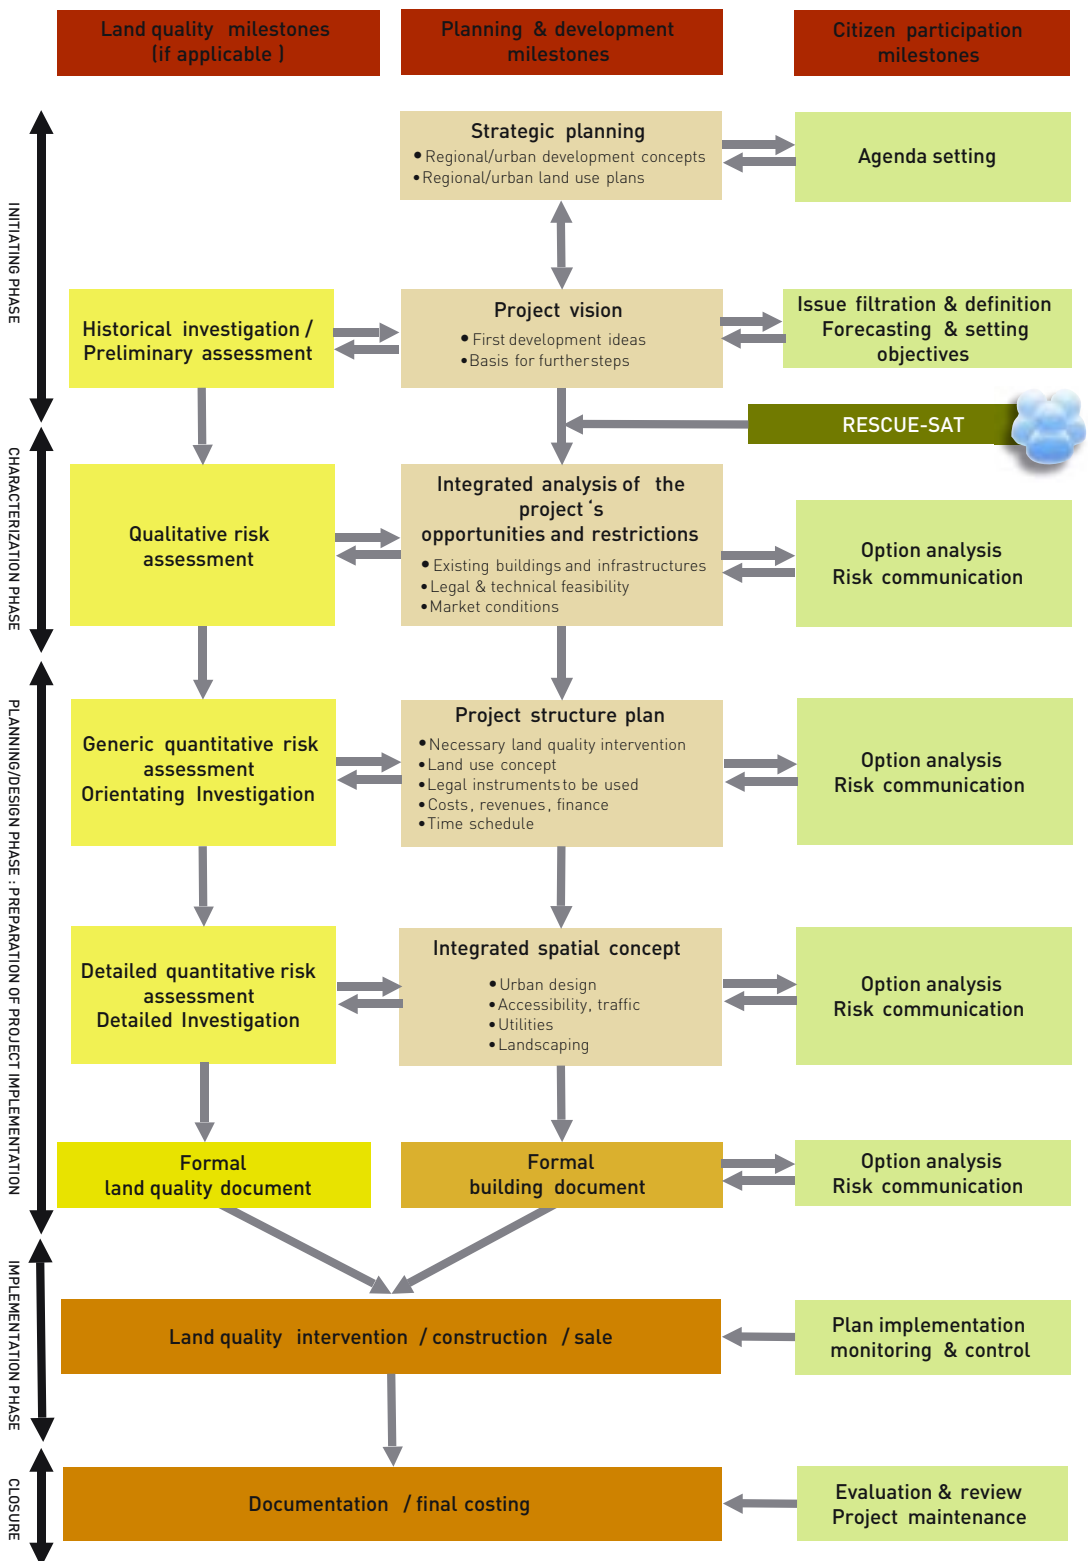 Land quality milestones
(if applicable )
Planning & development
milestones
Citizen participation
milestones
INITIATING PHASE
Strategic planning
• Regional/urban development concepts
• Regional/urban land use plans
Agenda setting
Historical investigation /
Preliminary assessment
Project vision
• First development ideas
• Basis for furthersteps
Issue filtration & definition
Forecasting & setting
objectives
RESCUE-SAT
CHARACTERIZATION PHASE
Qualitative risk
assessment
Integrated analysis of the
project 's
opportunities and restrictions
• Existing buildings and infrastructures
• Legal & technical feasibility
• Market conditions
Option analysis
Risk communication
PLANNING/DESIGN PHASE : PREPARATION OF PROJECT IMPLEMENTATION
Generic quantitative risk
assessment
Orientating Investigation
Project structure plan
• Necessary land quality intervention
• Land use concept
• Legal instruments to be used
• Costs, revenues, finance
• Time schedule
Option analysis
Risk communication
Detailed quantitative risk
assessment
Detailed Investigation
Integrated spatial concept
• Urban design
• Accessibility, traffic
• Utilities
• Landscaping
Option analysis
Risk communication
Formal
land quality document
Formal
building document
Option analysis
Risk communication
IMPLEMENTATION PHASE
Land quality intervention / construction / sale
Plan implementation
monitoring & control
CLOSURE
Documentation / final costing
Evaluation & review
Project maintenance